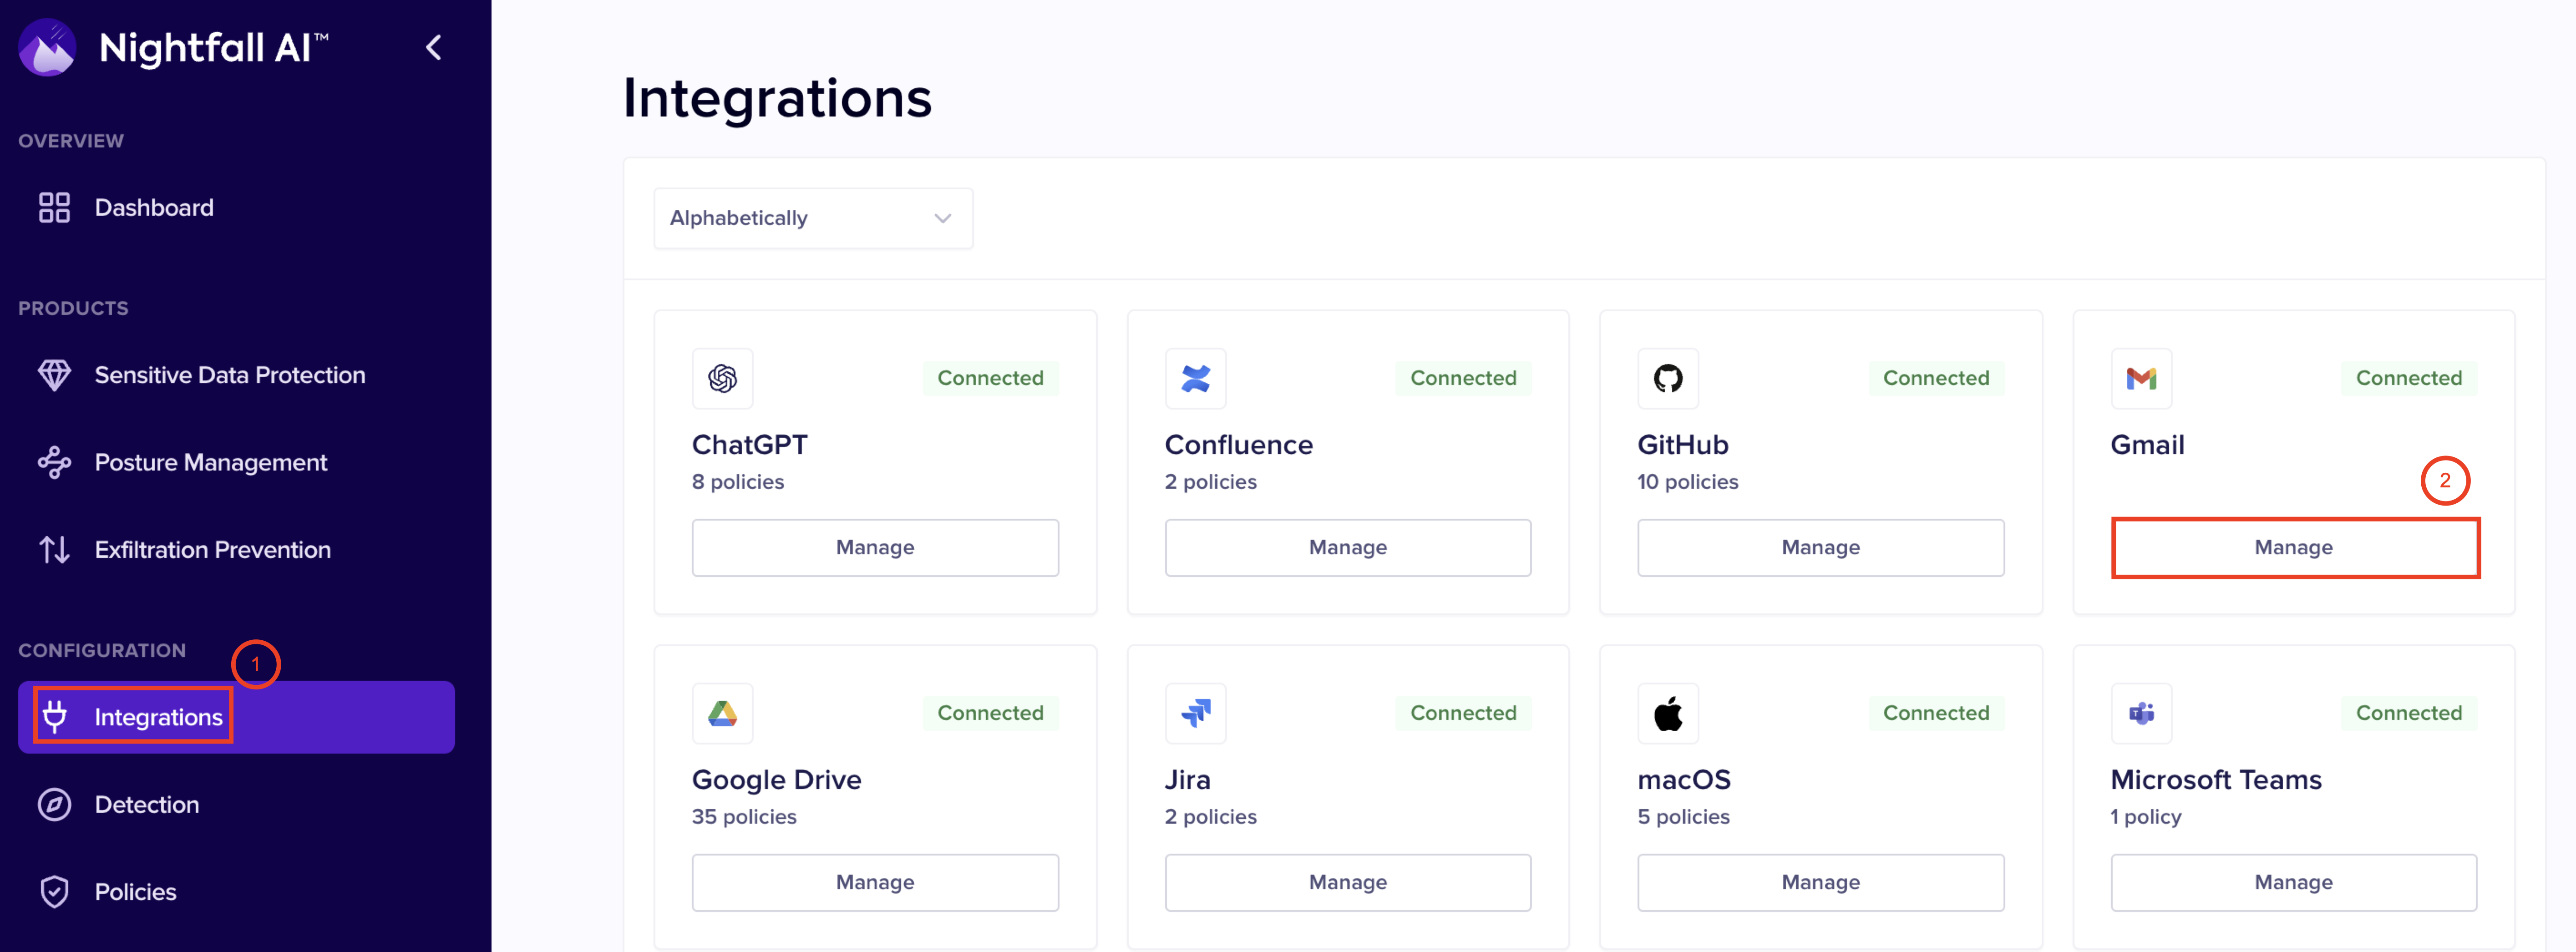 Nightfall AI™
OVERVIEW
Dashboard
PRODUCTS
Sensitive Data Protection
Posture Management
Exfiltration Prevention
CONFIGURATION
1
Integrations
Detection
Policies
Integrations
Alphabetically
Connected
ChatGPT
8 policies
Manage
Connected
Confluence
2 policies
Manage
Connected
GitHub
10 policies
Manage
Connected
Gmail
2
Manage
Connected
Google Drive
35 policies
Manage
Connected
Jira
2 policies
Manage
Connected
macOS
5 policies
Manage
Connected
Microsoft Teams
1 policy
Manage